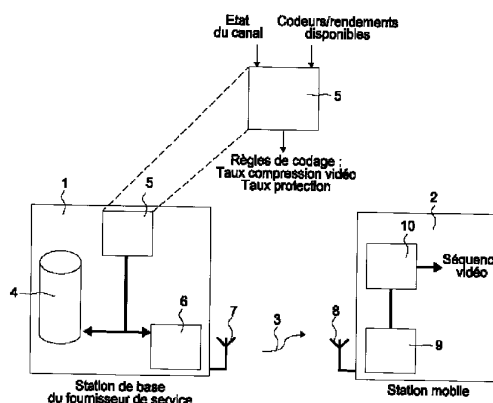 Etat
du canal
Codeurs/rendements
disponibles
5
Règles de codage :
Taux compression vidéo
Taux protection
1
5
4
6
7
3
8
2
10
Séquenc
vidéo
9
Station de base
du fournisseur de service
Station mobile